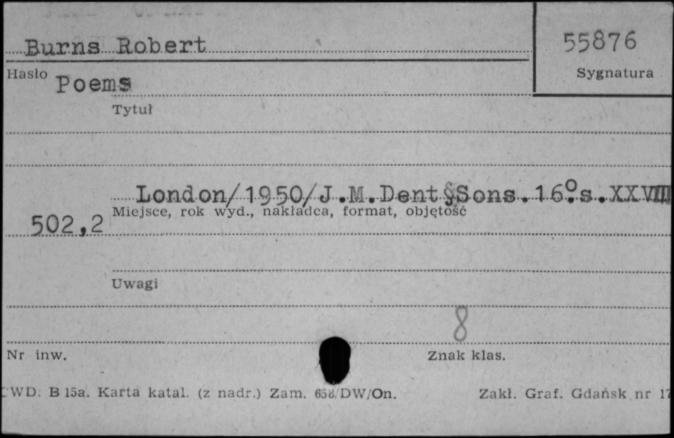 Burns Robert
55876
Hasło
Sygnatura
Poems
Tytuł
London/1950/J.M.Dent§Sons.16°.s.XXVIII
Miejsce, rok wyd., nakładca, format, objętość
502,2
Uwagi
8
Nr inw.
Znak klas.
CWD. B 15a. Karta katal. (z nadr.) Zam. 658/DW/On.
Zakł. Graf. Gdańsk nr 17